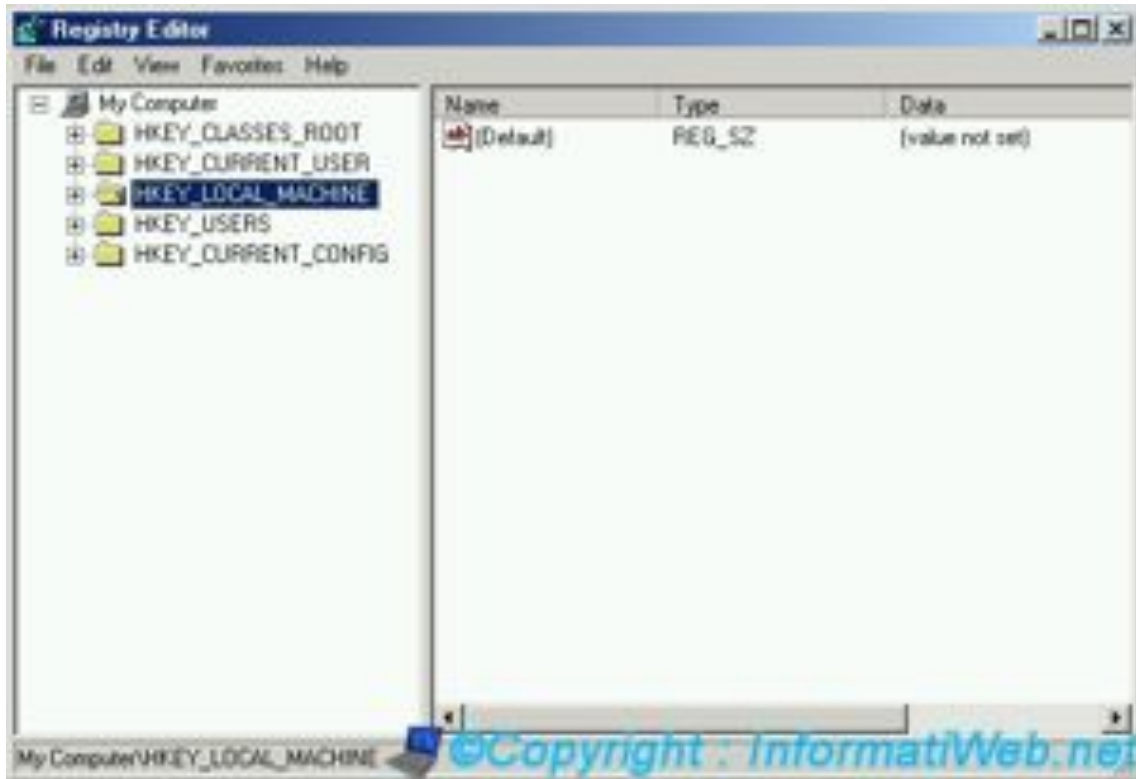 Registry Editor
File Edit View Favorites Help
My Computer
HKEY_CLASSES_ROOT
HKEY_CURRENT_USER
HKEY_LOCAL_MACHINE
HKEY_USERS
HKEY_CURRENT_CONFIG
Name Type Data
ab (Default) REG_SZ (value not set)
My Computer\HKEY_LOCAL_MACHINE
©Copyright : InformatiWeb.net